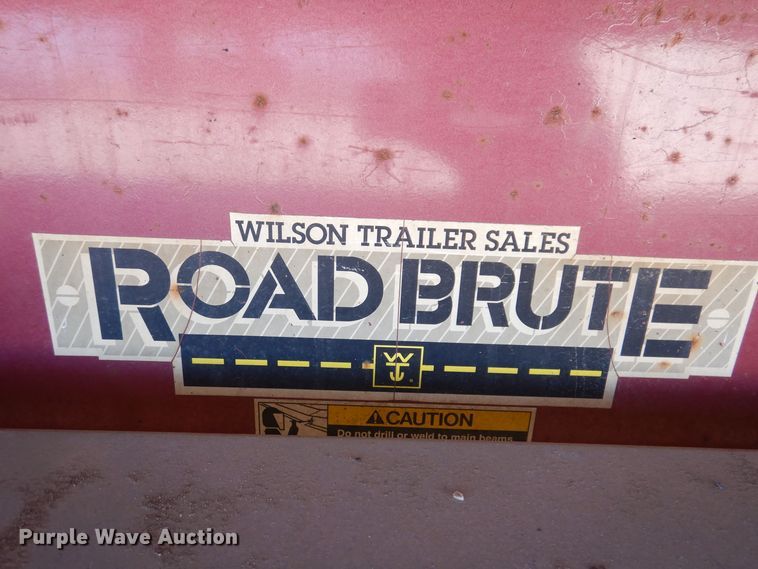 WILSON TRAILER SALES
ROAD BRUTE
WT
®
CAUTION
Do not drill or weld to main beams
Purple Wave Auction